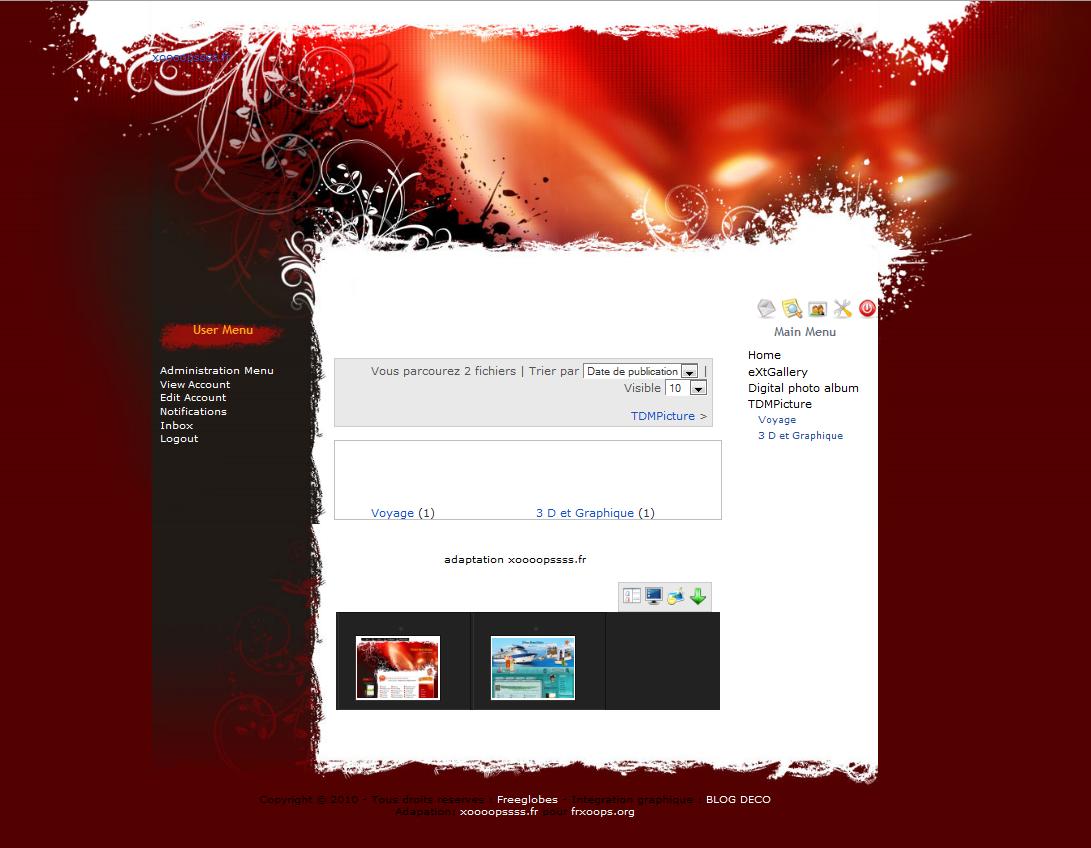 xoooopssss.fr
User Menu
Administration Menu
View Account
Edit Account
Notifications
Inbox
Logout
Vous parcourez 2 fichiers | Trier par Date de publication |
Visible 10
TDMPicture >
Voyage (1) 3 D et Graphique (1)
adaptation xoooopssss.fr
Main Menu
Home
eXtGallery
Digital photo album
TDMPicture
Voyage
3 D et Graphique
Copyright © 2010 - Tous droits réservés - Freeglobes - Intégration graphique : BLOG DECO
Adapation: xoooopssss.fr pour frxoops.org